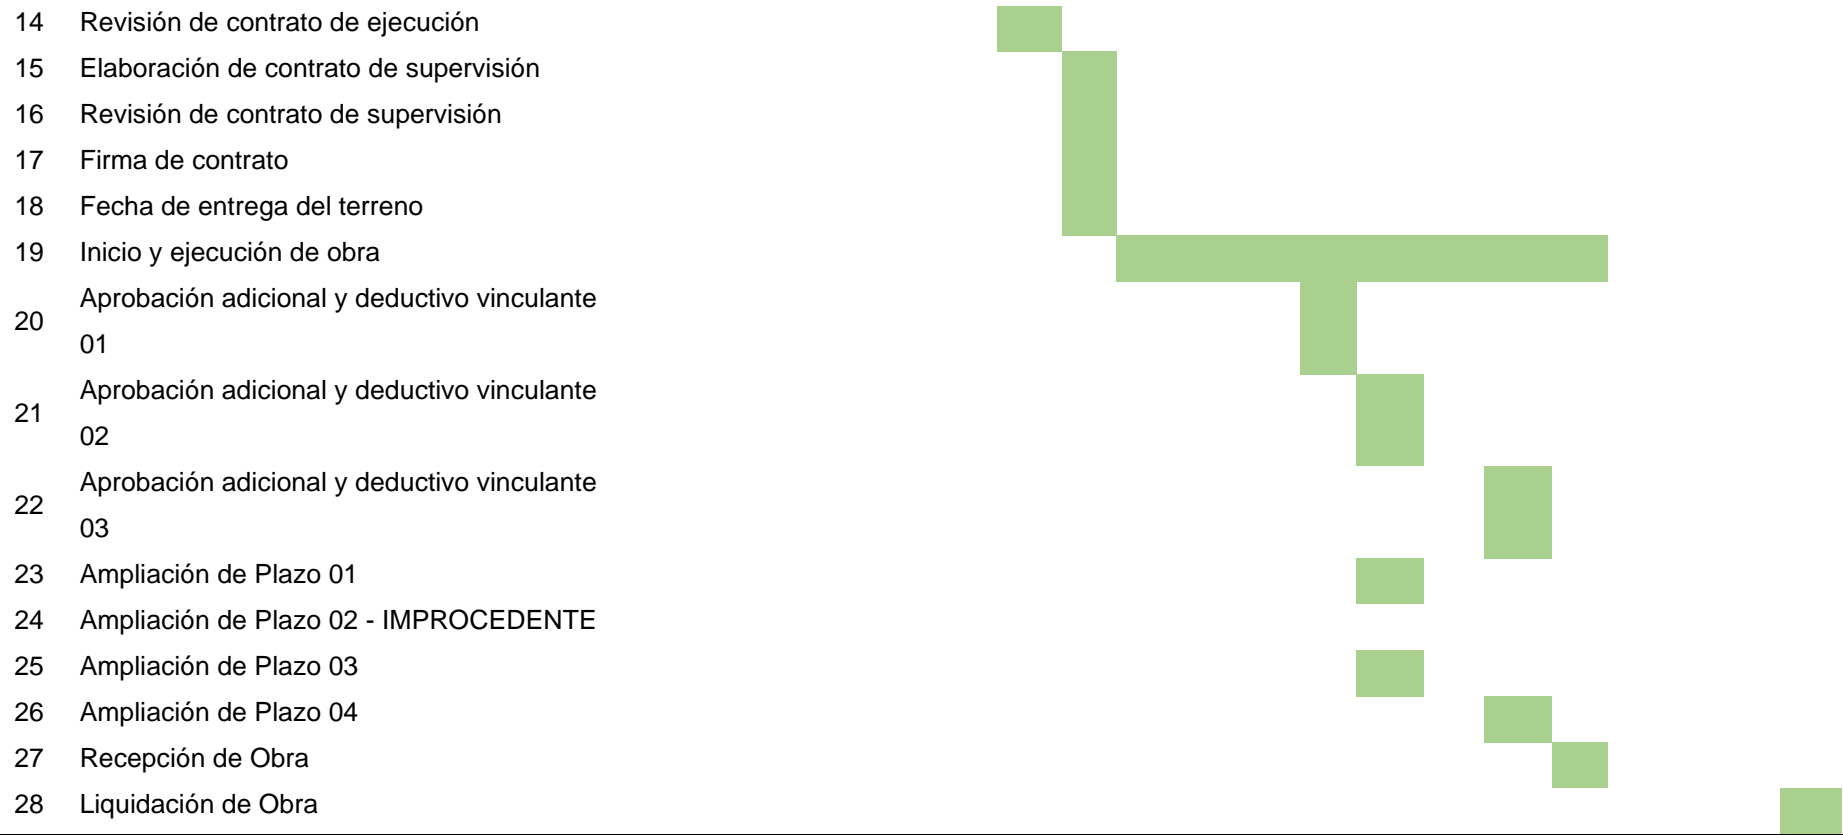 14 Revisión de contrato de ejecución
15 Elaboración de contrato de supervisión
16 Revisión de contrato de supervisión
17 Firma de contrato
18 Fecha de entrega del terreno
19 Inicio y ejecución de obra
20 Aprobación adicional y deductivo vinculante
01
21 Aprobación adicional y deductivo vinculante
02
22 Aprobación adicional y deductivo vinculante
03
23 Ampliación de Plazo 01
24 Ampliación de Plazo 02 - IMPROCEDENTE
25 Ampliación de Plazo 03
26 Ampliación de Plazo 04
27 Recepción de Obra
28 Liquidación de Obra